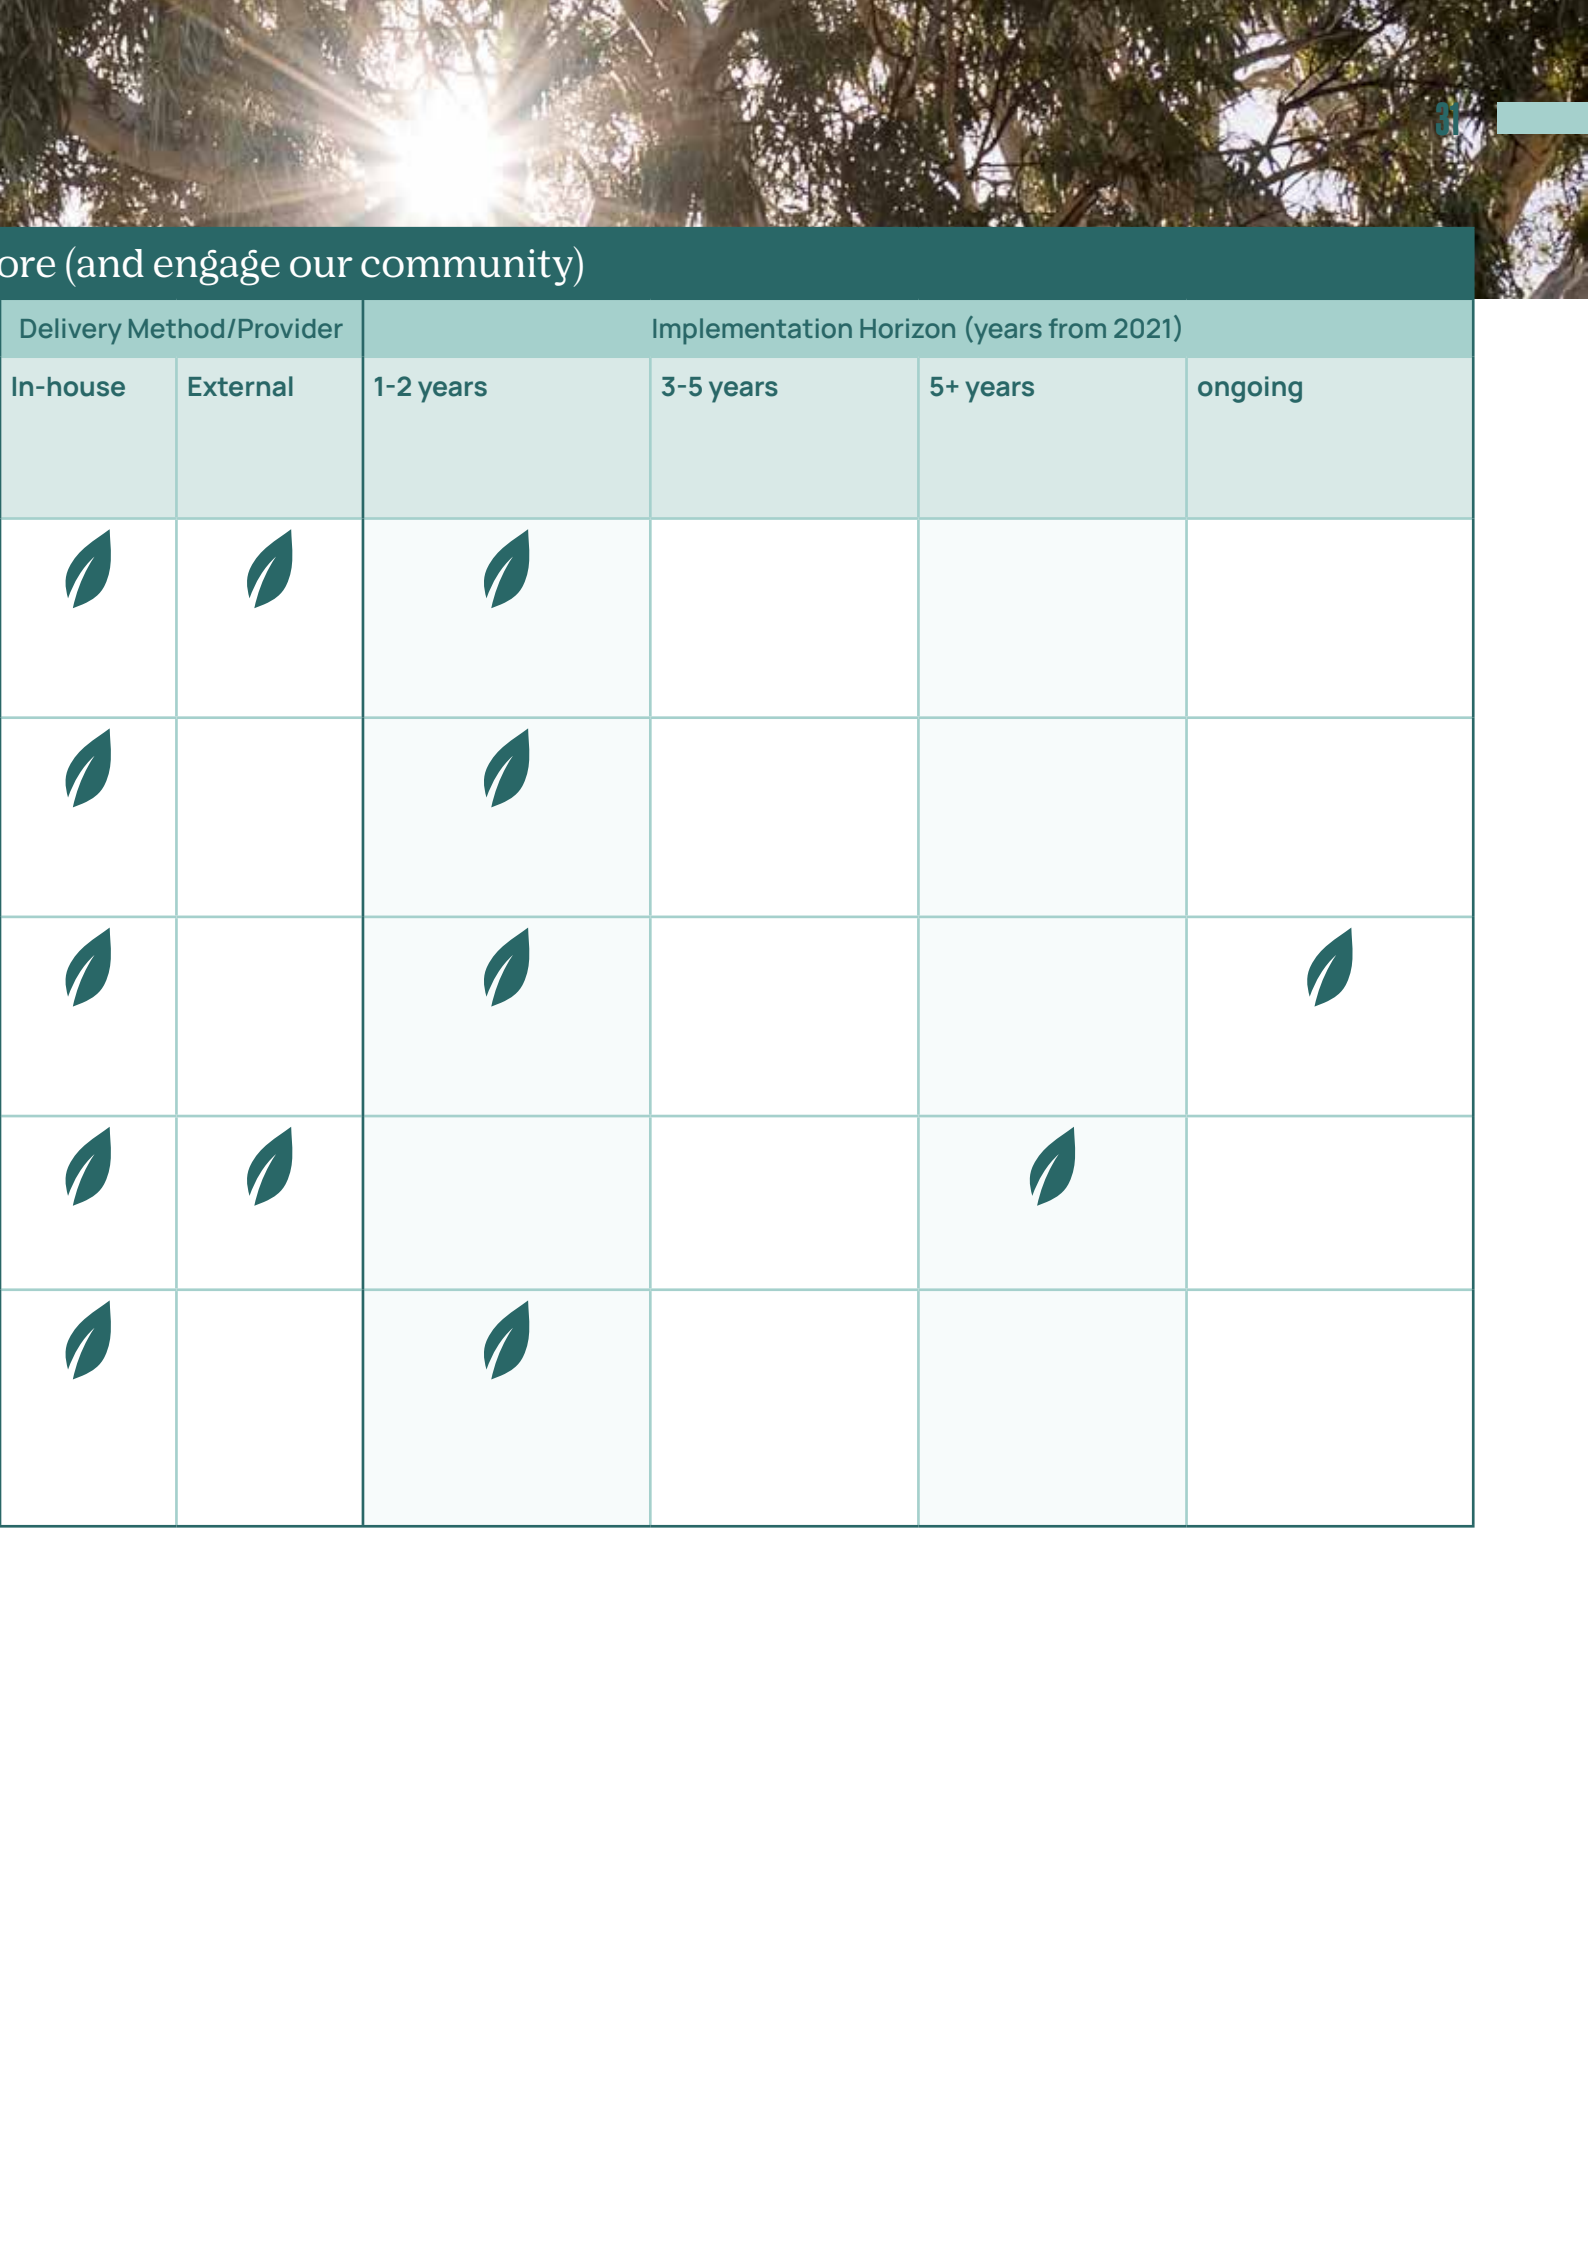 31
ore (and engage our community)
Delivery Method/Provider
Implementation Horizon (years from 2021)
In-house
External
1-2 years
3-5 years
5+ years
ongoing